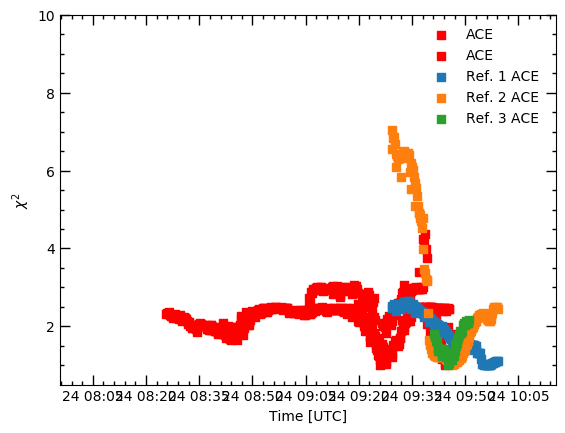 10
8
6
4
2
χ²
ACE
ACE
Ref. 1 ACE
Ref. 2 ACE
Ref. 3 ACE
24 08:05 24 08:20 24 08:35 24 08:50 24 09:05 24 09:20 24 09:35 24 09:50 24 10:05
Time [UTC]